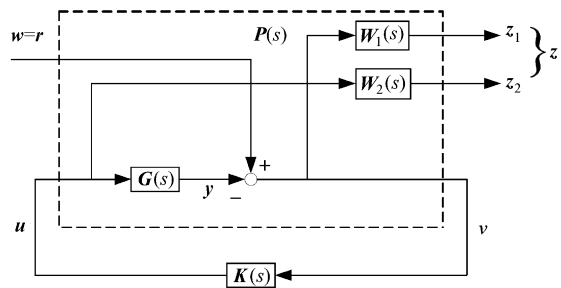 w=r
P(s)
W₁(s)
z₁
z
W₂(s)
z₂
+
G(s)
y
−
u
v
K(s)